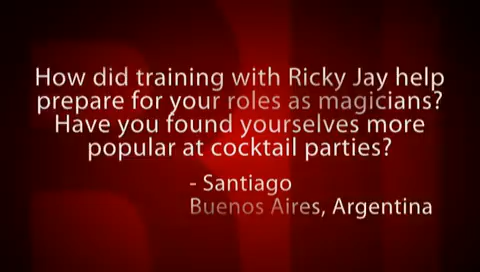 How did training with Ricky Jay help
prepare for your roles as magicians?
Have you found yourselves more
popular at cocktail parties?
- Santiago
Buenos Aires, Argentina